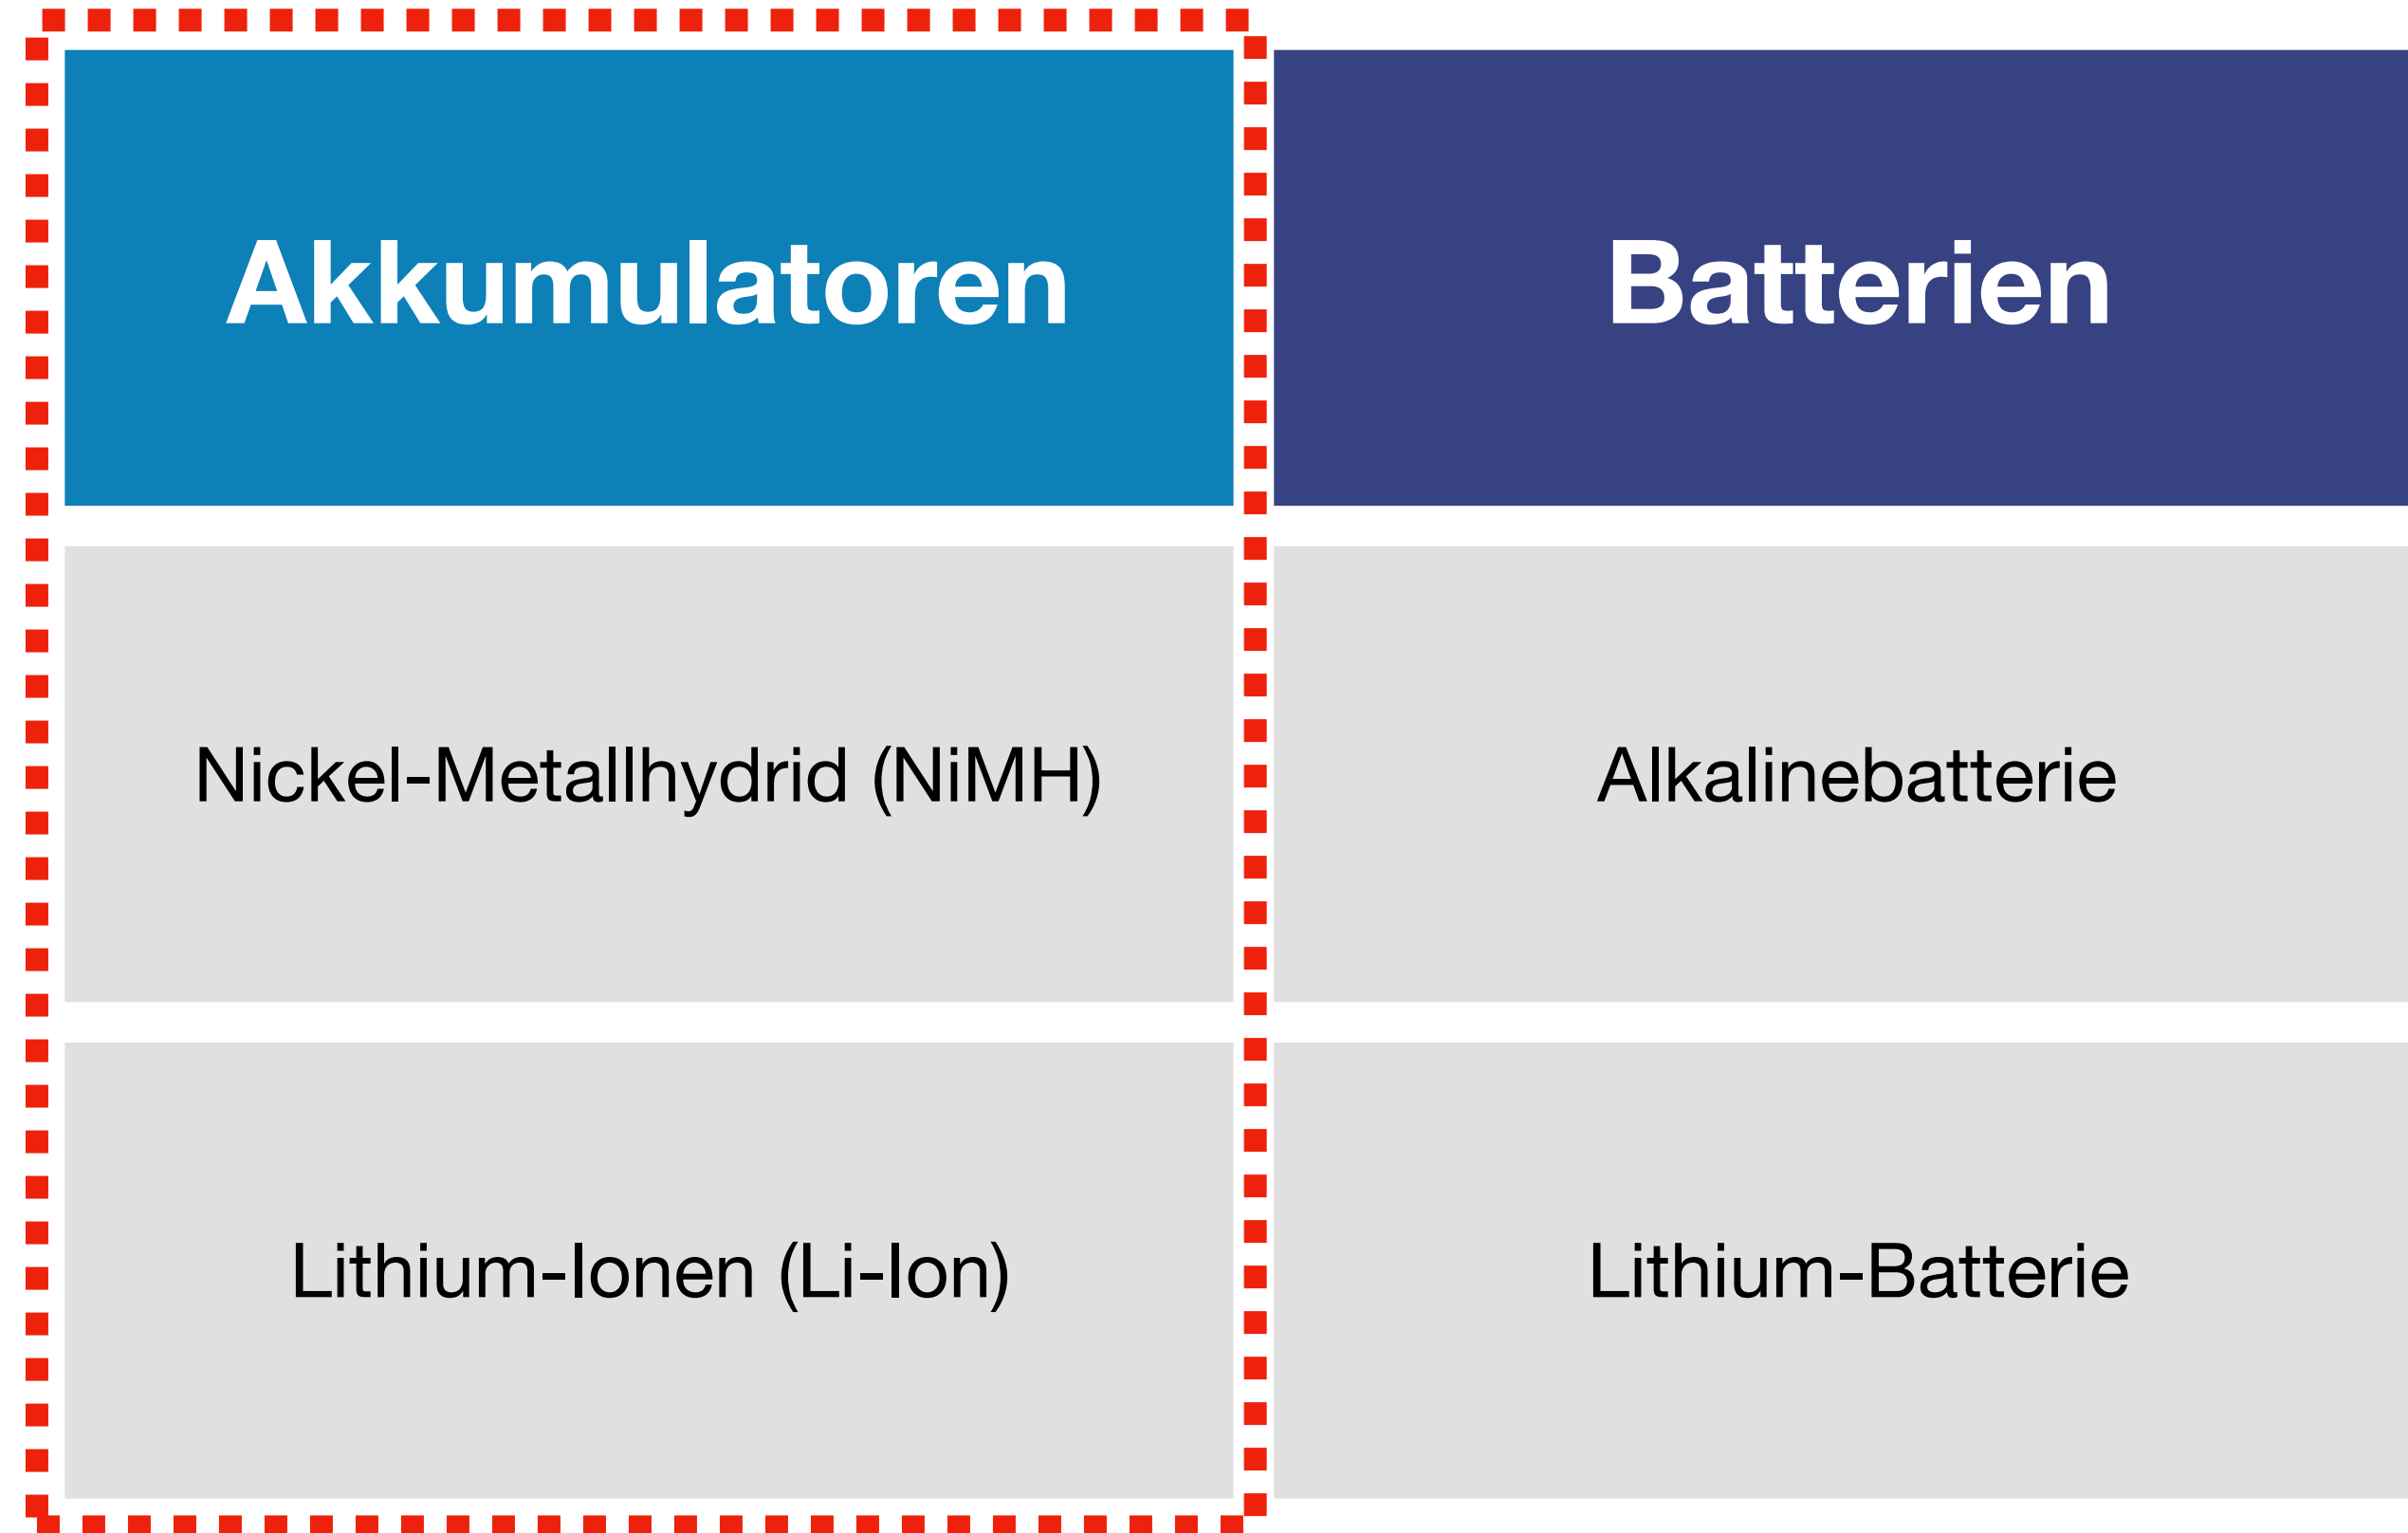 Akkumulatoren
Batterien
Nickel-Metallhydrid (NiMH)
Alkalinebatterie
Lithium-Ionen (Li-Ion)
Lithium-Batterie